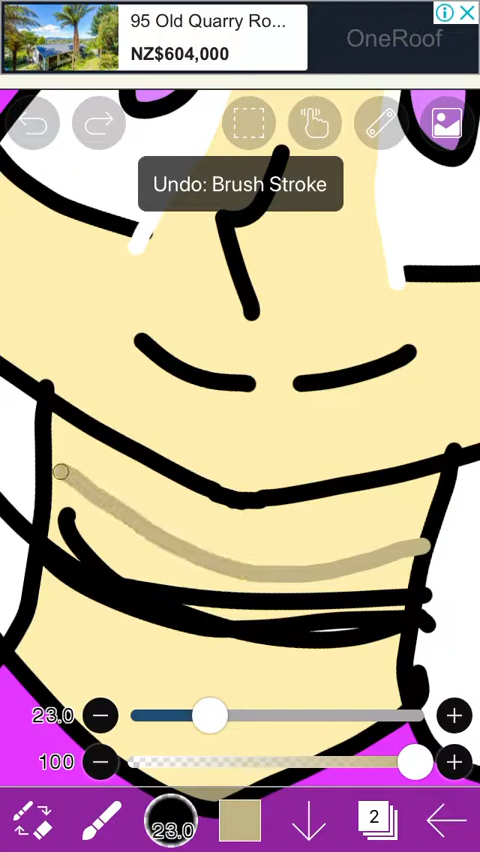 95 Old Quarry Ro...
NZ$604,000
OneRoof
Undo: Brush Stroke
23.0
100
23.0
2